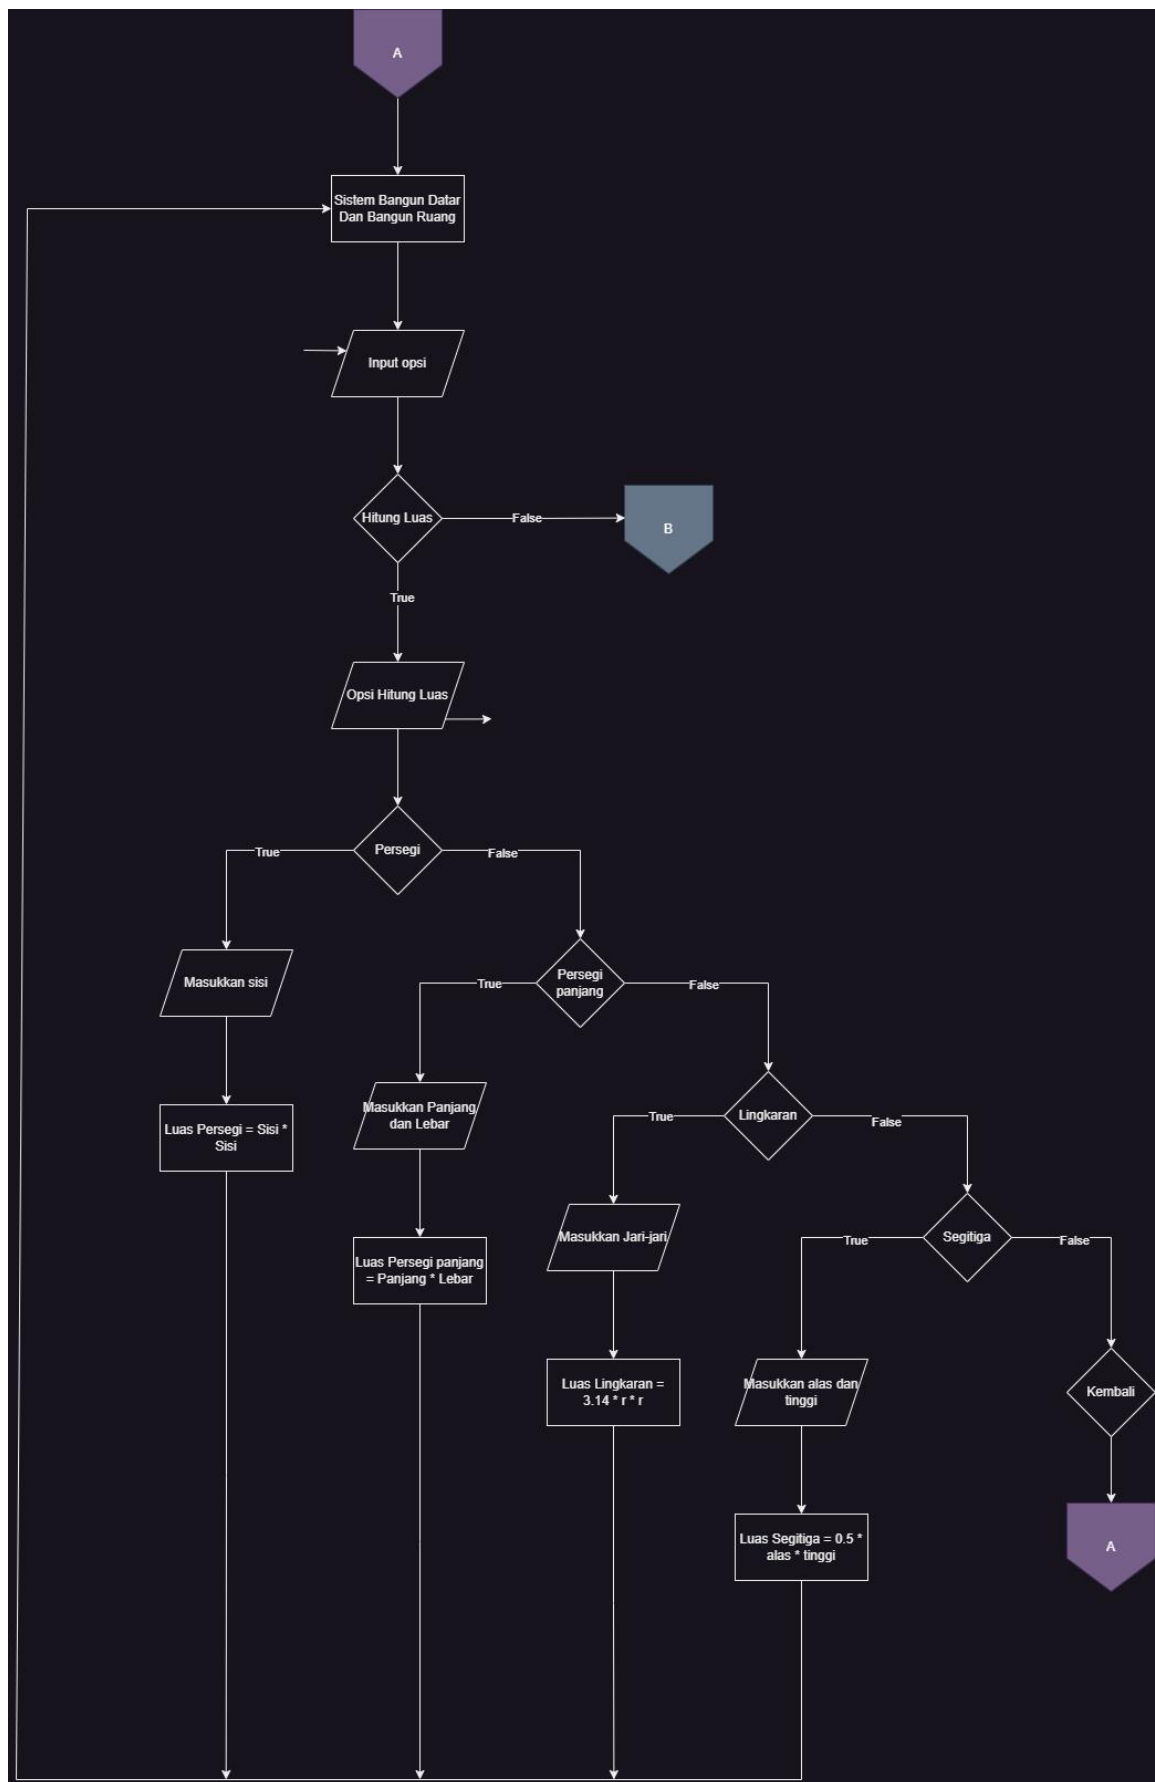 A
Sistem Bangun Datar
Dan Bangun Ruang
Input opsi
Hitung Luas
False
B
True
Opsi Hitung Luas
Persegi
True
False
Masukkan sisi
Persegi
panjang
True
False
Luas Persegi = Sisi *
Sisi
Masukkan Panjang
dan Lebar
Lingkaran
True
False
Luas Persegi panjang
= Panjang * Lebar
Masukkan Jari-jari
Segitiga
True
False
Luas Lingkaran =
3.14 * r * r
Masukkan alas dan
tinggi
Kembali
Luas Segitiga = 0.5 *
alas * tinggi
A